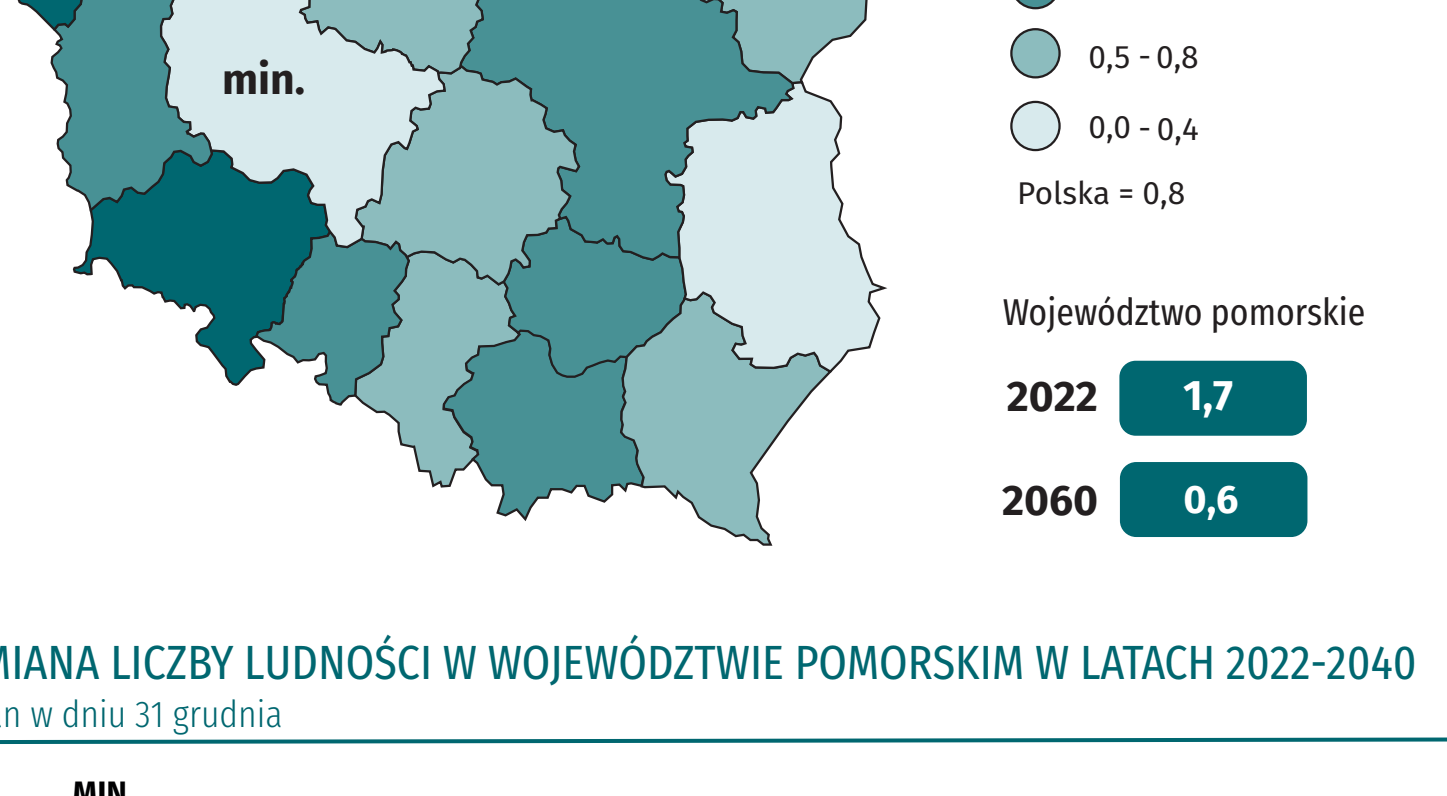 min.
0,5 - 0,8
0,0 - 0,4
Polska = 0,8
Województwo pomorskie
2022 1,7
2060 0,6
MIANA LICZBY LUDNOŚCI W WOJEWÓDZTWIE POMORSKIM W LATACH 2022-2040
w dniu 31 grudnia
MIN